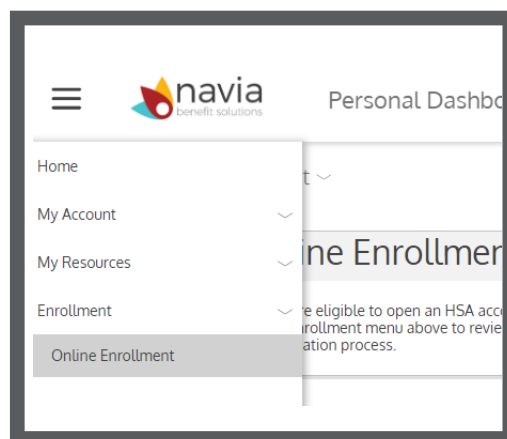 navia
benefit solutions
Personal Dashbo
Home
t
My Account
My Resources
ine Enrollmen
Enrollment
re eligible to open an HSA acc
nrollment menu above to revie
ation process.
Online Enrollment